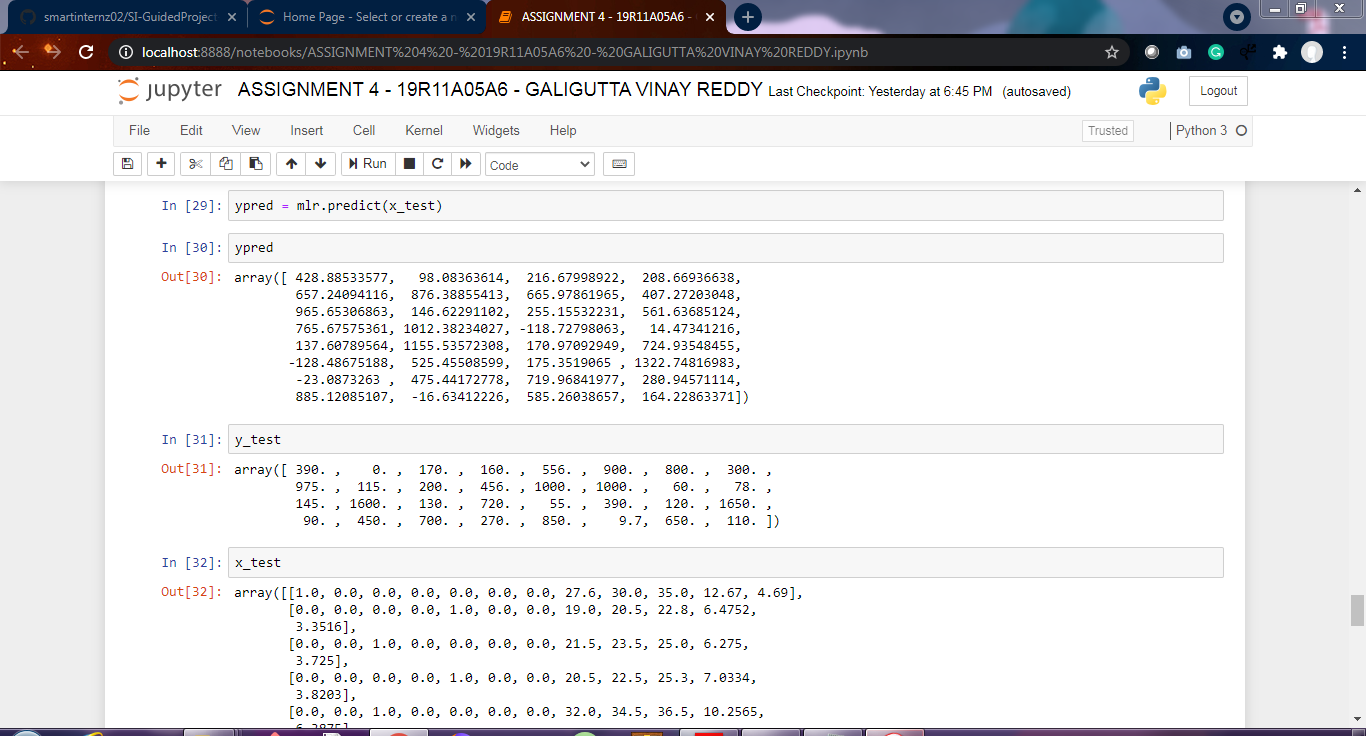 smartinternz02/SI-GuidedProject
Home Page - Select or create a n
ASSIGNMENT 4 - 19R11A05A6 -
localhost:8888/notebooks/ASSIGNMENT%204%20-%2019R11A05A6%20-%20GALIGUTTA%20VINAY%20REDDY.ipynb
jupyter ASSIGNMENT 4 - 19R11A05A6 - GALIGUTTA VINAY REDDY Last Checkpoint: Yesterday at 6:45 PM (autosaved)
Logout
File Edit View Insert Cell Kernel Widgets Help
Trusted
Python 3
Run
Code
In [29]: ypred = mlr.predict(x_test)
In [30]: ypred
Out[30]: array([ 428.88533577, 98.08363614, 216.67998922, 208.66936638,
657.24094116, 876.38855413, 665.97861965, 407.27203048,
965.65306863, 146.62291102, 255.15532231, 561.63685124,
765.67575361, 1012.38234027, -118.72798063, 14.47341216,
137.60789564, 1155.53572308, 170.97092949, 724.93548455,
-128.48675188, 525.45508599, 175.3519065 , 1322.74816983,
-23.0873263 , 475.44172778, 719.96841977, 280.94571114,
885.12085107, -16.63412226, 585.26038657, 164.22863371])
In [31]: y_test
Out[31]: array([ 390. , 0. , 170. , 160. , 556. , 900. , 800. , 300. ,
975. , 115. , 200. , 456. , 1000. , 1000. , 60. , 78. ,
145. , 1600. , 130. , 720. , 55. , 390. , 120. , 1650. ,
90. , 450. , 700. , 270. , 850. , 9.7, 650. , 110. ])
In [32]: x_test
Out[32]: array([[1.0, 0.0, 0.0, 0.0, 0.0, 0.0, 0.0, 27.6, 30.0, 35.0, 12.67, 4.69],
[0.0, 0.0, 0.0, 0.0, 1.0, 0.0, 0.0, 19.0, 20.5, 22.8, 6.4752,
3.3516],
[0.0, 0.0, 1.0, 0.0, 0.0, 0.0, 0.0, 21.5, 23.5, 25.0, 6.275,
3.725],
[0.0, 0.0, 0.0, 0.0, 1.0, 0.0, 0.0, 20.5, 22.5, 25.3, 7.0334,
3.8203],
[0.0, 0.0, 1.0, 0.0, 0.0, 0.0, 0.0, 32.0, 34.5, 36.5, 10.2565,